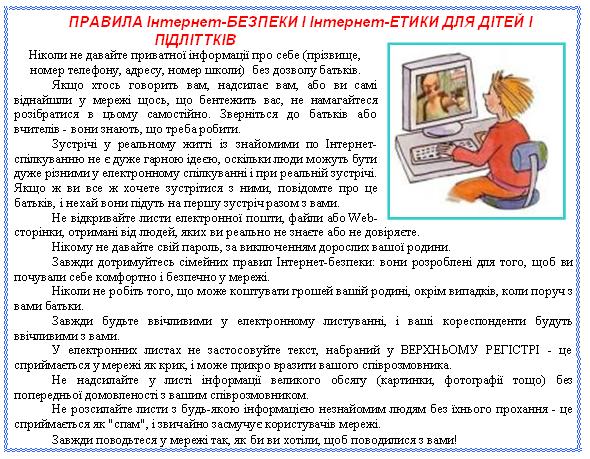 ПРАВИЛА Інтернет-БЕЗПЕКИ І Інтернет-ЕТИКИ ДЛЯ ДІТЕЙ І
ПІДЛІТТКІВ
Ніколи не давайте приватної інформації про себе (прізвище,
номер телефону, адресу, номер школи) без дозволу батьків.
Якщо хтось говорить вам, надсилає вам, або ви самі
віднайшли у мережі щось, що бентежить вас, не намагайтеся
розібратися в цьому самостійно. Зверніться до батьків або
вчителів - вони знають, що треба робити.
Зустрічі у реальному житті із знайомими по Інтернет-
спілкуванню не є дуже гарною ідеєю, оскільки люди можуть бути
дуже різними у електронному спілкуванні і при реальній зустрічі.
Якщо ж ви все ж хочете зустрітися з ними, повідомте про це
батьків, і нехай вони підуть на першу зустріч разом з вами.
Не відкривайте листи електронної пошти, файли або Web-
сторінки, отримані від людей, яких ви реально не знаєте або не довіряєте.
Нікому не давайте свій пароль, за виключенням дорослих вашої родини.
Завжди дотримуйтесь сімейних правил Інтернет-безпеки: вони розроблені для того, щоб ви
почували себе комфортно і безпечно у мережі.
Ніколи не робіть того, що може коштувати грошей вашій родині, окрім випадків, коли поруч з
вами батьки.
Завжди будьте ввічливими у електронному листуванні, і ваші кореспонденти будуть
ввічливими з вами.
У електронних листах не застосовуйте текст, набраний у ВЕРХНЬОМУ РЕГІСТРІ - це
сприймається у мережі як крик, і може прикро вразити вашого співрозмовника.
Не надсилайте у листі інформації великого обсягу (картинки, фотографії тощо) без
попередньої домовленості з вашим співрозмовником.
Не розсилайте листи з будь-якою інформацією незнайомим людям без їхнього прохання - це
сприймається як "спам", і звичайно засмучує користувачів мережі.
Завжди поводьтеся у мережі так, як би ви хотіли, щоб поводилися з вами!